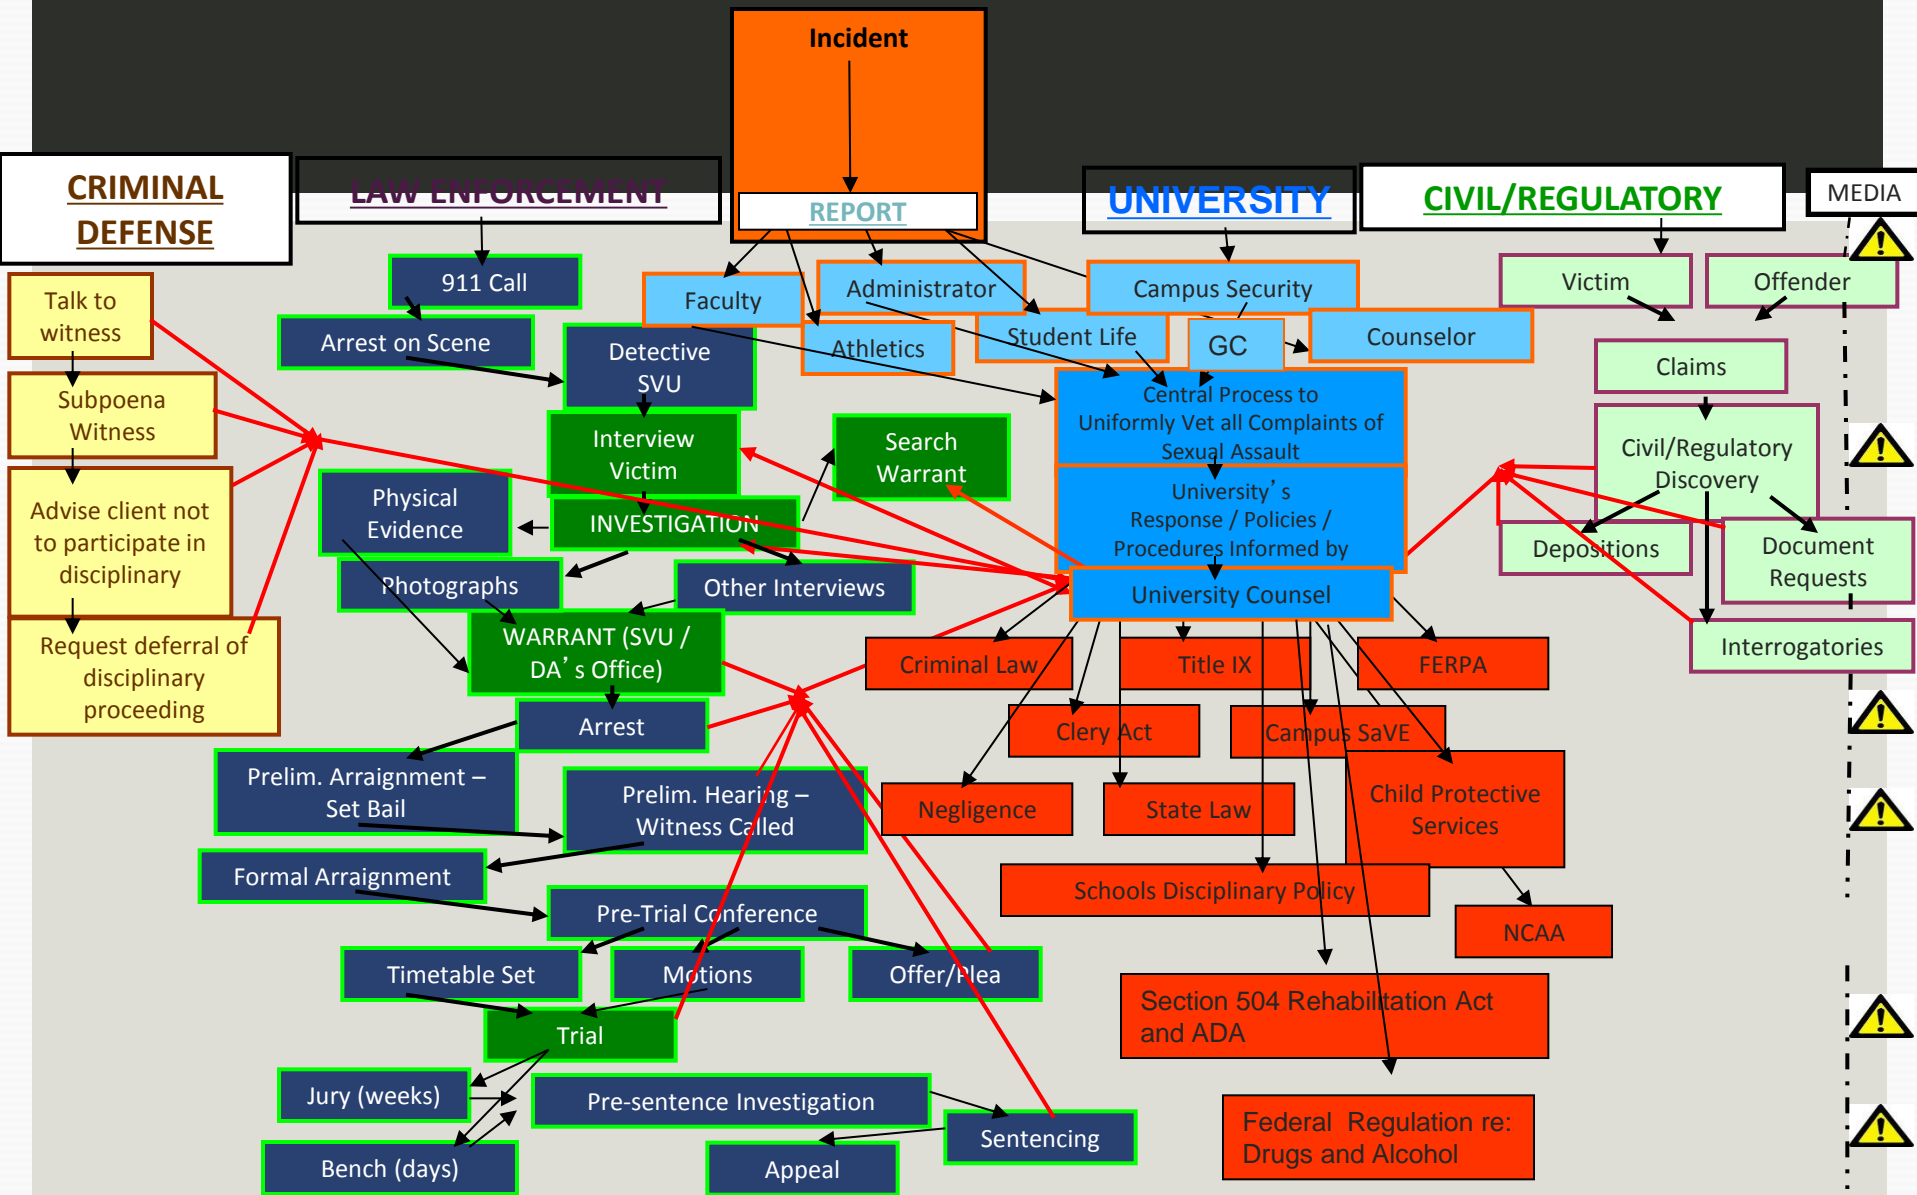 Incident
REPORT
CRIMINAL
DEFENSE
LAW ENFORCEMENT
UNIVERSITY
CIVIL/REGULATORY
MEDIA
Talk to
witness
Subpoena
Witness
Advise client not
to participate in
disciplinary
Request deferral of
disciplinary
proceeding
911 Call
Arrest on Scene
Detective
SVU
Interview
Victim
Search
Warrant
Physical
Evidence
INVESTIGATION
Photographs
Other Interviews
WARRANT (SVU /
DA’s Office)
Arrest
Prelim. Arraignment –
Set Bail
Prelim. Hearing –
Witness Called
Formal Arraignment
Pre-Trial Conference
Timetable Set
Motions
Offer/Plea
Trial
Jury (weeks)
Bench (days)
Pre-sentence Investigation
Sentencing
Appeal
Faculty
Administrator
Athletics
Student Life
Campus Security
GC
Counselor
Central Process to
Uniformly Vet all Complaints of
Sexual Assault
University’s
Response / Policies /
Procedures Informed by
University Counsel
Criminal Law
Title IX
FERPA
Clery Act
Campus SaVE
Negligence
State Law
Child Protective
Services
Schools Disciplinary Policy
NCAA
Section 504 Rehabilitation Act
and ADA
Federal Regulation re:
Drugs and Alcohol
Victim
Offender
Claims
Civil/Regulatory
Discovery
Depositions
Document
Requests
Interrogatories